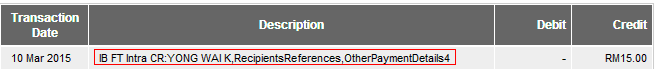 Transaction Date Description Debit Credit
10 Mar 2015 IB FT Intra CR:YONG WAI K,RecipientsReferences,OtherPaymentDetails4 - RM15.00